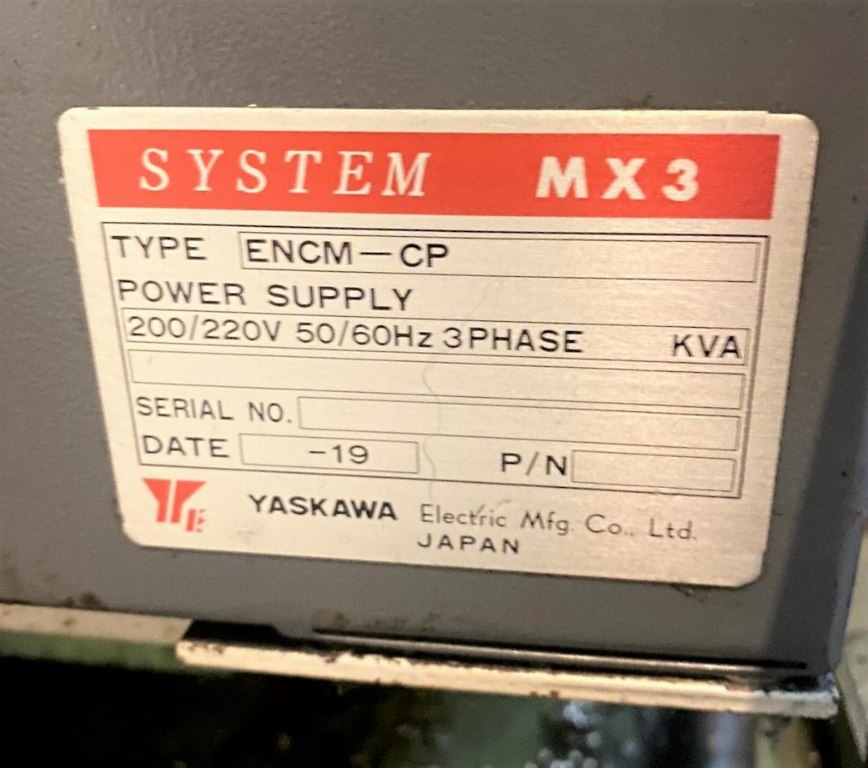 SYSTEM MX3
TYPE ENCM-CP
POWER SUPPLY
200/220V 50/60Hz 3PHASE KVA
SERIAL NO.
DATE -19 P/N
YASKAWA Electric Mfg. Co., Ltd.
JAPAN